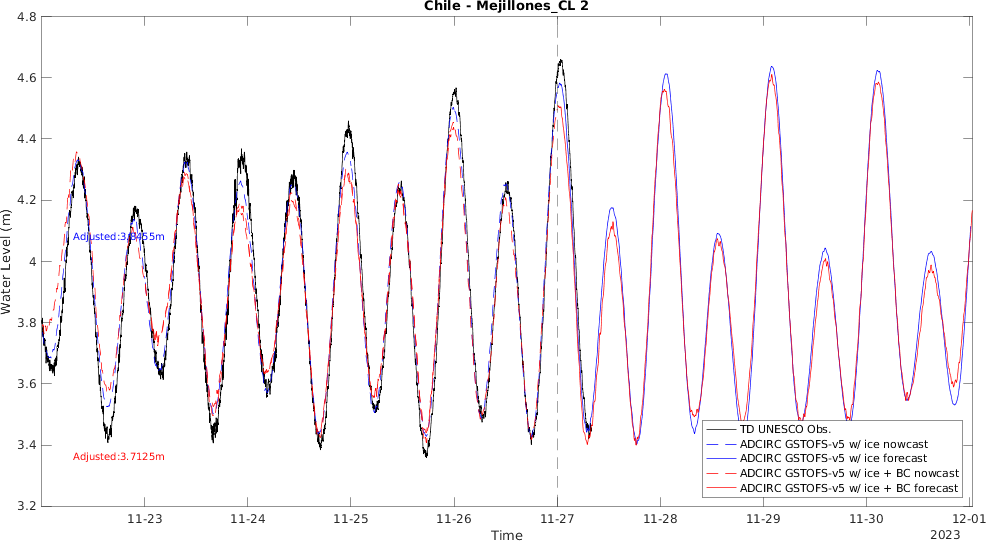 Chile - Mejillones_CL 2
4.8
4.6
4.4
4.2
4
3.8
3.6
3.4
3.2
Water Level (m)
Adjusted:3.8455m
Adjusted:3.7125m
TD UNESCO Obs.
ADCIRC GSTOFS-v5 w/ ice nowcast
ADCIRC GSTOFS-v5 w/ ice forecast
ADCIRC GSTOFS-v5 w/ ice + BC nowcast
ADCIRC GSTOFS-v5 w/ ice + BC forecast
11-23 11-24 11-25 11-26 11-27 11-28 11-29 11-30 12-01
Time
2023